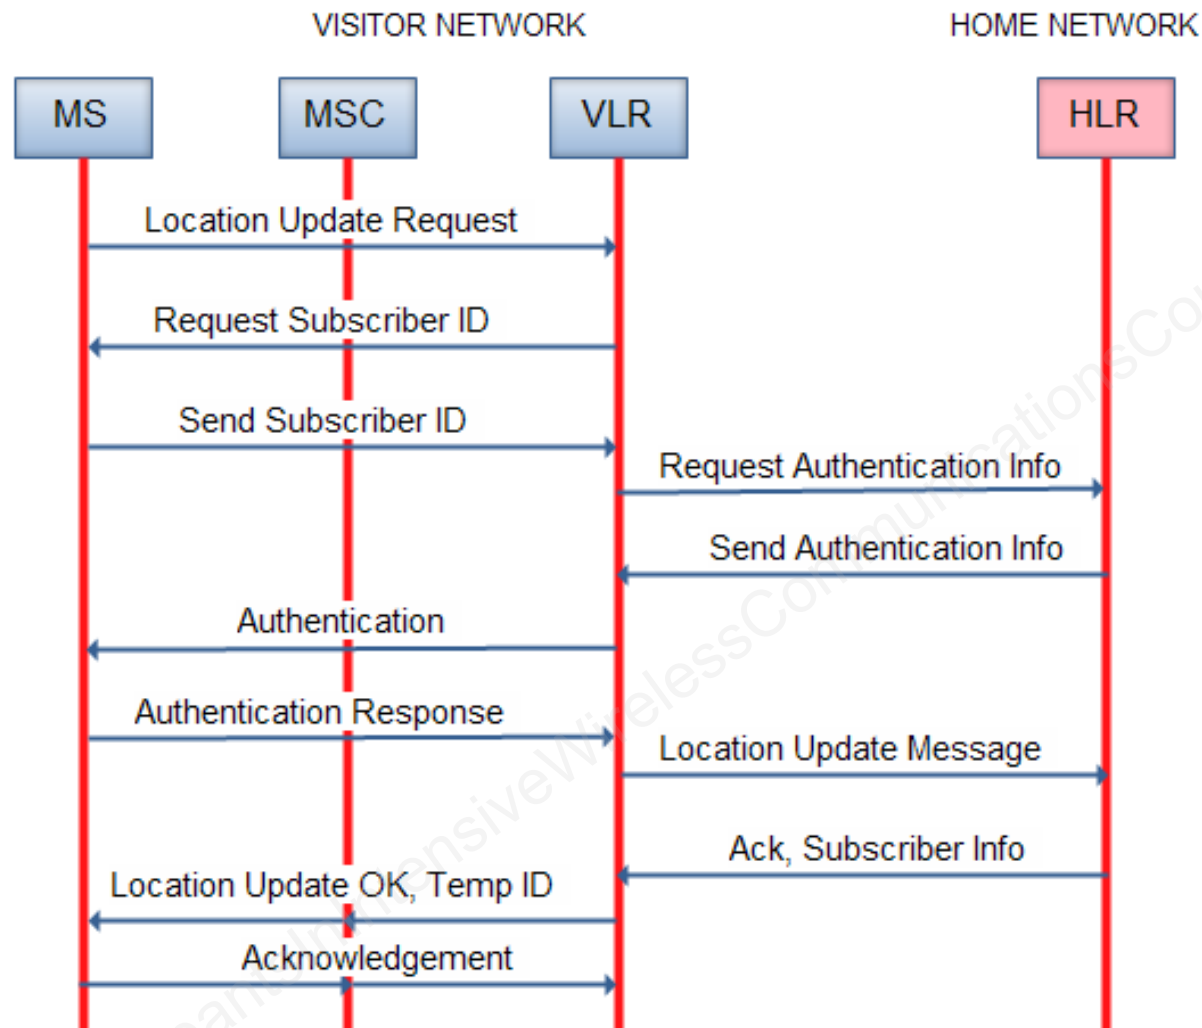 VISITOR NETWORK
HOME NETWORK
MS
MSC
VLR
HLR
Location Update Request
Request Subscriber ID
Send Subscriber ID
Request Authentication Info
Send Authentication Info
Authentication
Authentication Response
Location Update Message
Ack, Subscriber Info
Location Update OK, Temp ID
Acknowledgement